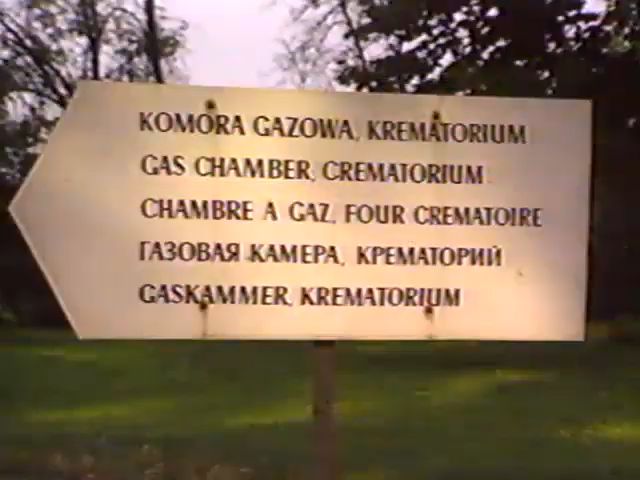 KOMORA GAZOWA, KREMATORIUM
GAS CHAMBER, CREMATORIUM
CHAMBRE A GAZ, FOUR CREMATOIRE
ГАЗОВАЯ КАМЕРА, КРЕМАТОРИЙ
GASKAMMER, KREMATORIUM